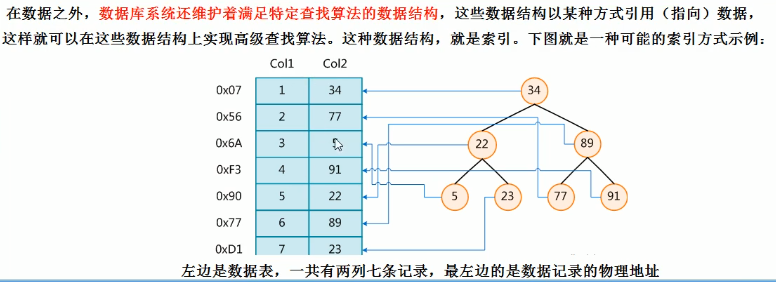 在数据之外，数据库系统还维护着满足特定查找算法的数据结构，这些数据结构以某种方式引用（指向）数据，
这样就可以在这些数据结构上实现高级查找算法。这种数据结构，就是索引。下图就是一种可能的索引方式示例：
Col1 Col2
0x07 1 34 34
0x56 2 77
0x6A 3 22 89
0xF3 4 91
0x90 5 22 5 23 77 91
0x77 6 89
0xD1 7 23
左边是数据表，一共有两列七条记录，最左边的是数据记录的物理地址